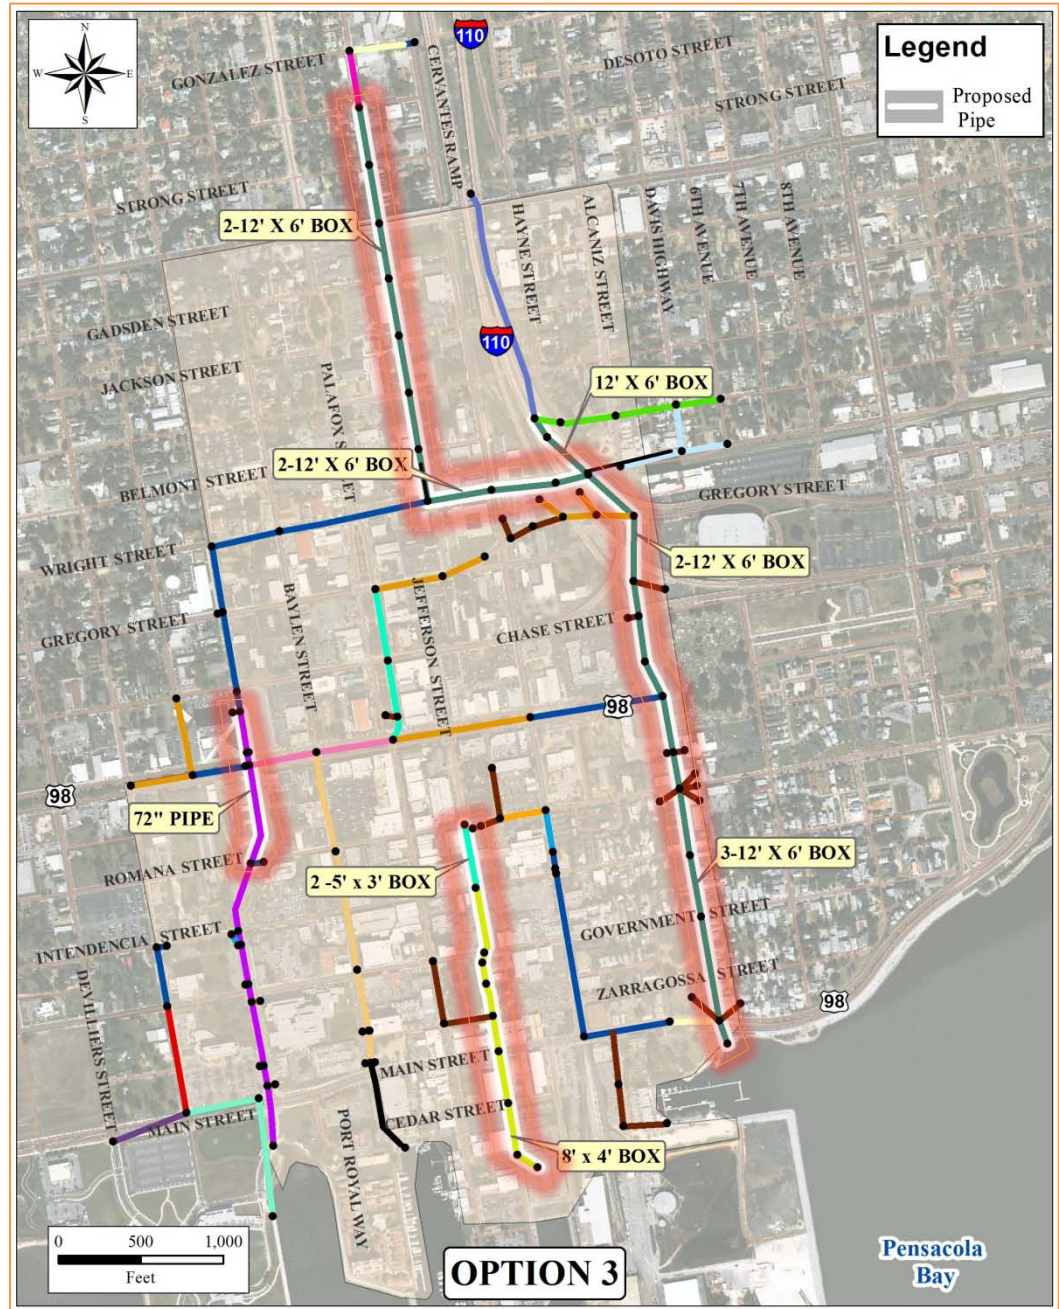 N
W
E
S
110
Legend
Proposed
Pipe
GONZALEZ STREET
CERVANTES RAMP
DESOTO STREET
STRONG STREET
STRONG STREET
2-12' X 6' BOX
HAYNE STREET
ALCANIZ STREET
DAVIS HIGHWAY
6TH AVENUE
7TH AVENUE
8TH AVENUE
GADSDEN STREET
110
JACKSON STREET
PALAFOX STREET
12' X 6' BOX
2-12' X 6' BOX
BELMONT STREET
GREGORY STREET
WRIGHT STREET
2-12' X 6' BOX
GREGORY STREET
BAYLEN STREET
JEFFERSON STREET
CHASE STREET
98
98
72" PIPE
ROMANA STREET
2 -5' x 3' BOX
3-12' X 6' BOX
INTENDENCIA STREET
GOVERNMENT STREET
ZARRAGOSSA STREET
98
DEVILLIERS STREET
MAIN STREET
MAIN STREET
CEDAR STREET
PORT ROYAL WAY
8' x 4' BOX
0 500 1,000
Feet
OPTION 3
Pensacola
Bay